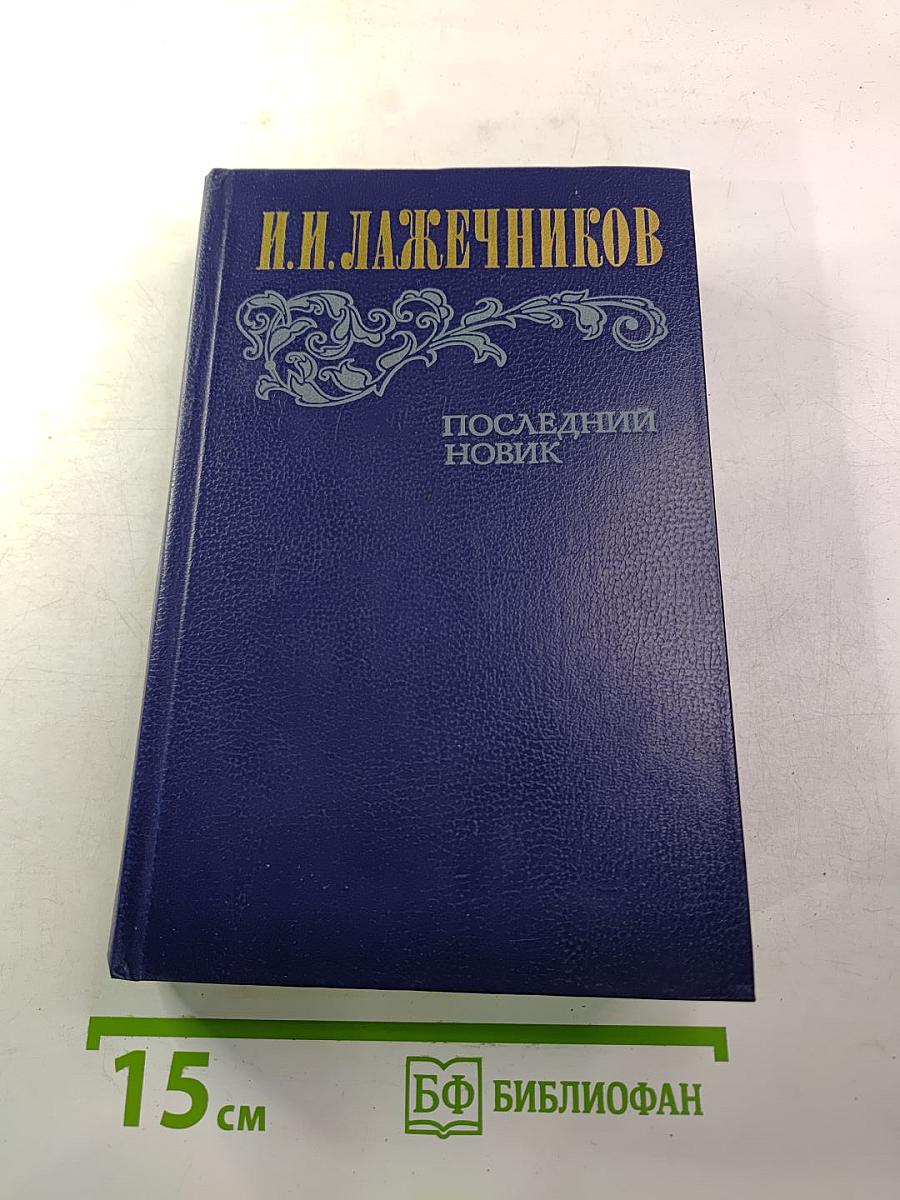 И.И.ЛАЖЕЧНИКОВ
ПОСЛЕДНИЙ
НОВИК
15 см
БФ БИБЛИОФАН